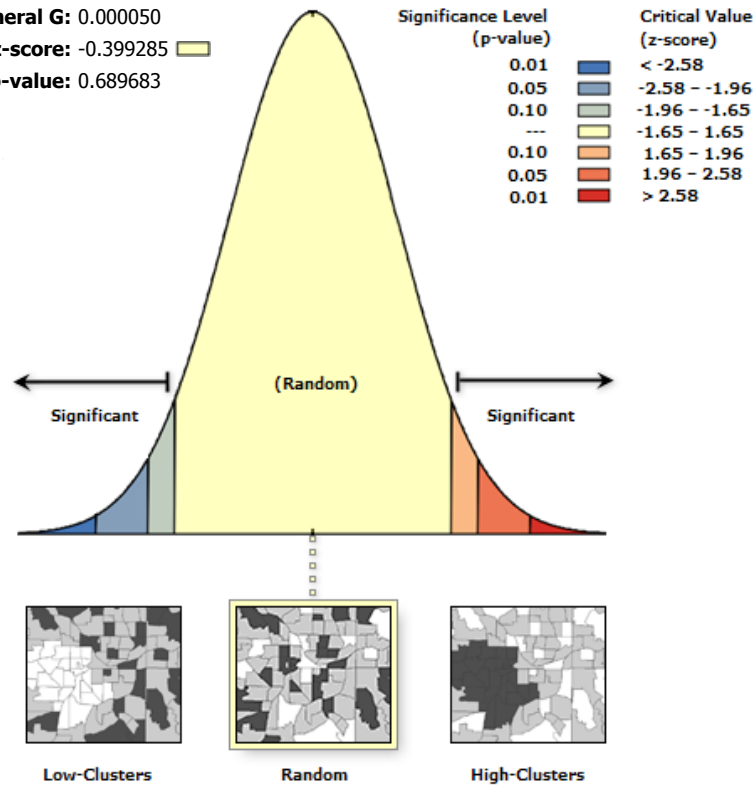 neral G: 0.000050
z-score: -0.399285
p-value: 0.689683
Significance Level
(p-value)
Critical Value
(z-score)
0.01 < -2.58
0.05 -2.58 – -1.96
0.10 -1.96 – -1.65
--- -1.65 – 1.65
0.10 1.65 – 1.96
0.05 1.96 – 2.58
0.01 > 2.58
(Random)
Significant
Significant
Low-Clusters
Random
High-Clusters